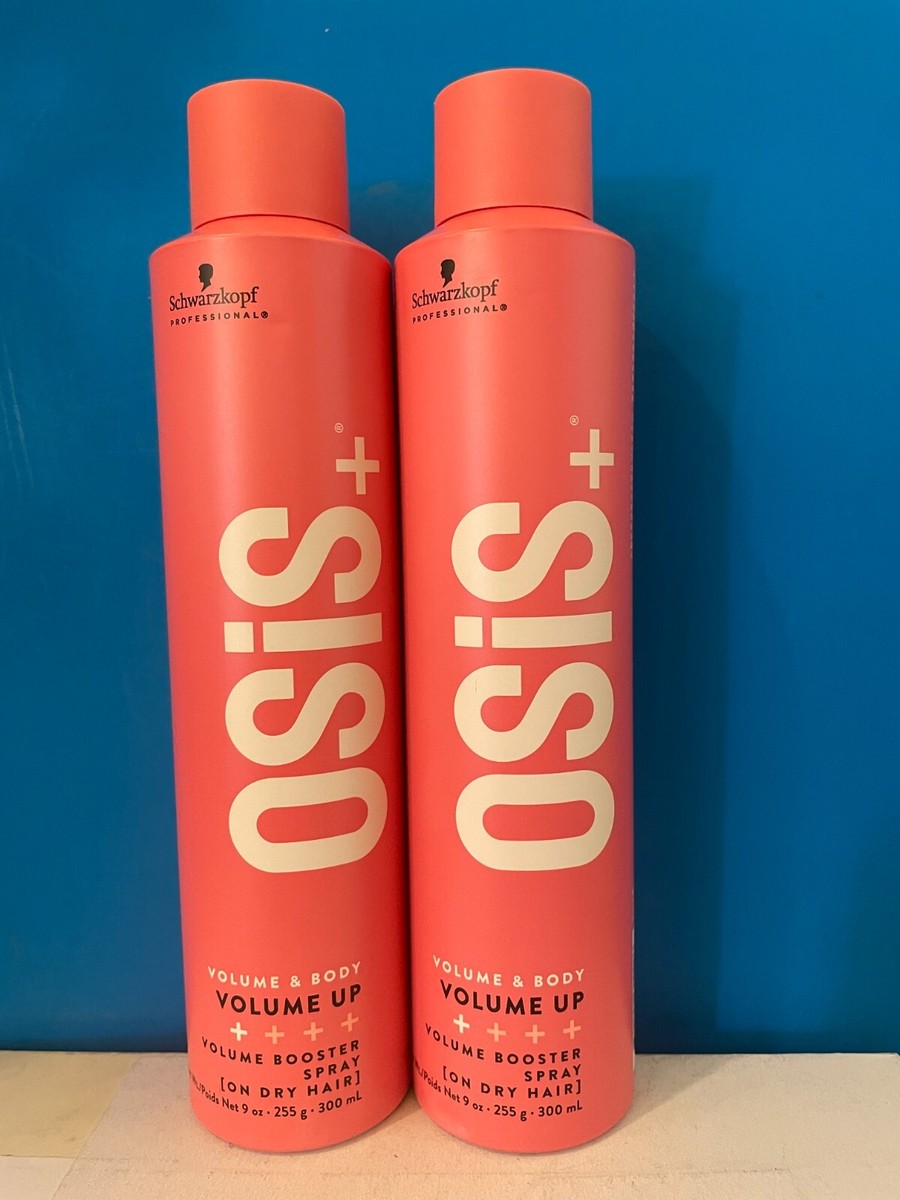 Schwarzkopf
PROFESSIONAL®
OSiS+®
VOLUME & BODY
VOLUME UP
++++
VOLUME BOOSTER
SPRAY
[ON DRY HAIR]
Wt./Poids Net 9 oz · 255 g · 300 mL
Schwarzkopf
PROFESSIONAL®
OSiS+®
VOLUME & BODY
VOLUME UP
++++
VOLUME BOOSTER
SPRAY
[ON DRY HAIR]
Wt./Poids Net 9 oz · 255 g · 300 mL